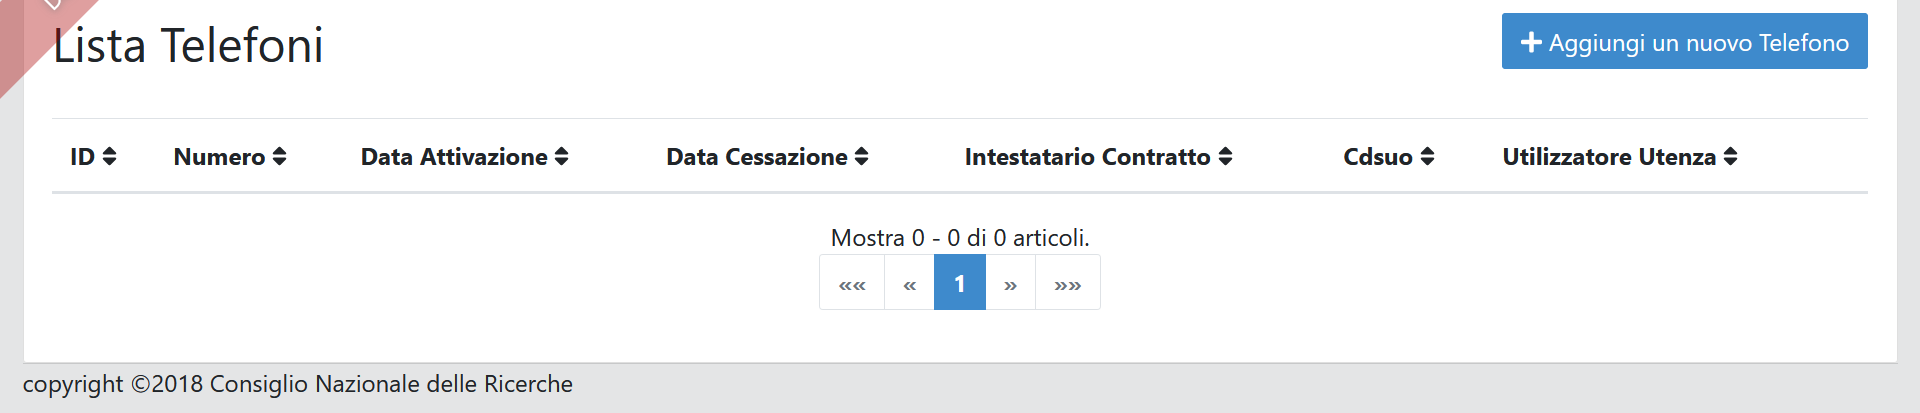 Lista Telefoni
Aggiungi un nuovo Telefono
ID Numero Data Attivazione Data Cessazione Intestatario Contratto Cdsuo Utilizzatore Utenza
Mostra 0 - 0 di 0 articoli.
«« « 1 » »»
copyright ©2018 Consiglio Nazionale delle Ricerche